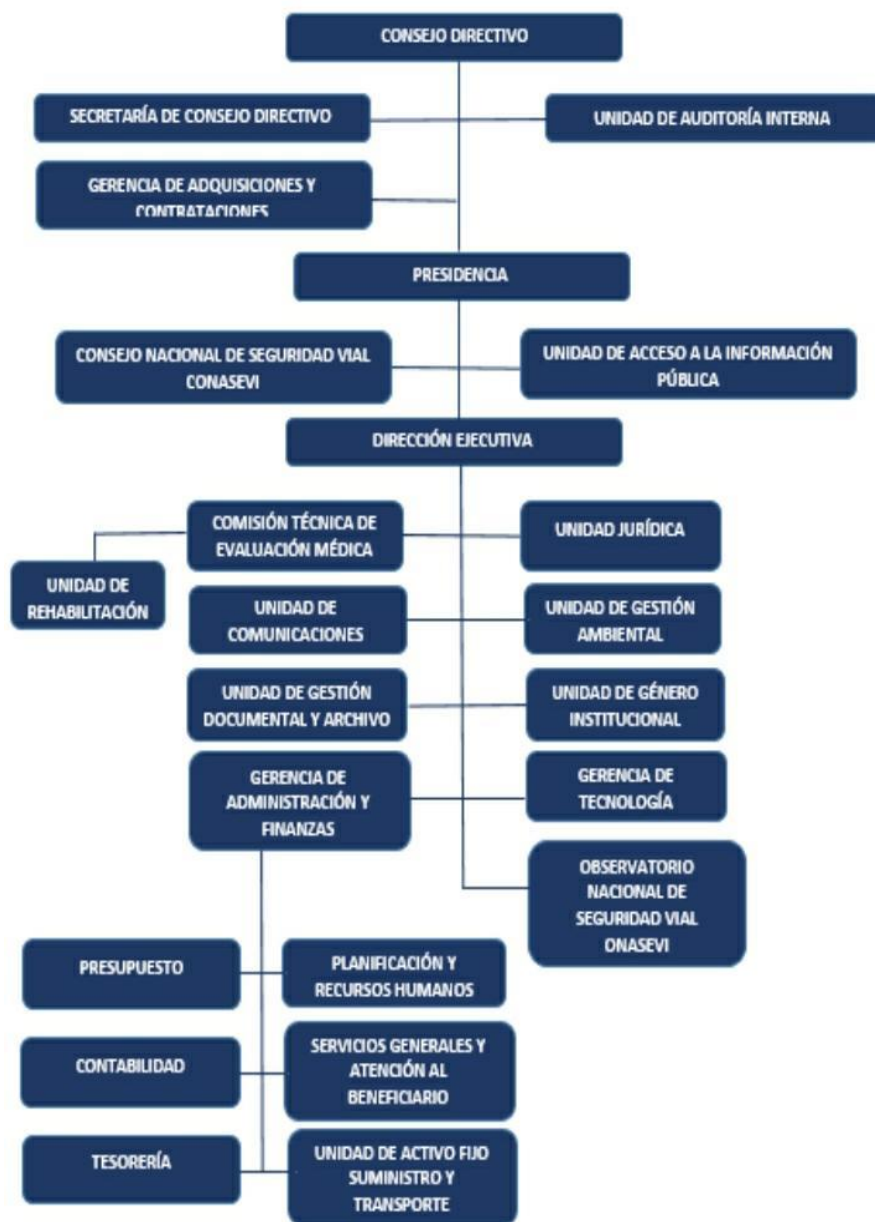 CONSEJO DIRECTIVO
SECRETARÍA DE CONSEJO DIRECTIVO
UNIDAD DE AUDITORÍA INTERNA
GERENCIA DE ADQUISICIONES Y
CONTRATACIONES
PRESIDENCIA
CONSEJO NACIONAL DE SEGURIDAD VIAL
CONASEVI
UNIDAD DE ACCESO A LA INFORMACIÓN
PÚBLICA
DIRECCIÓN EJECUTIVA
COMISIÓN TÉCNICA DE
EVALUACIÓN MÉDICA
UNIDAD JURÍDICA
UNIDAD DE
REHABILITACIÓN
UNIDAD DE
COMUNICACIONES
UNIDAD DE GESTIÓN
AMBIENTAL
UNIDAD DE GESTIÓN
DOCUMENTAL Y ARCHIVO
UNIDAD DE GÉNERO
INSTITUCIONAL
GERENCIA DE
ADMINISTRACIÓN Y
FINANZAS
GERENCIA DE
TECNOLOGÍA
OBSERVATORIO
NACIONAL DE
SEGURIDAD VIAL
ONASEVI
PRESUPUESTO
PLANIFICACIÓN Y
RECURSOS HUMANOS
CONTABILIDAD
SERVICIOS GENERALES Y
ATENCIÓN AL
BENEFICIARIO
TESORERÍA
UNIDAD DE ACTIVO FIJO
SUMINISTRO Y
TRANSPORTE